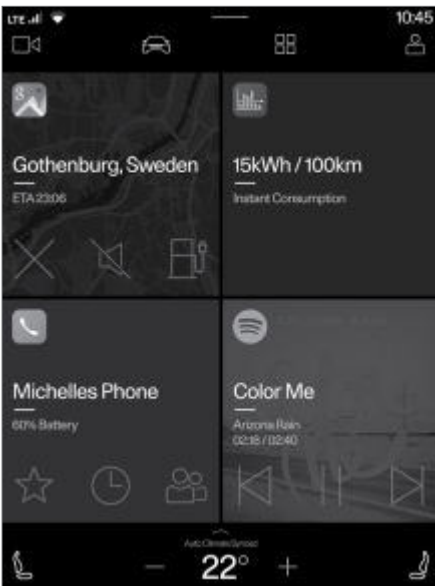 LTE
10:45
Gothenburg, Sweden
ETA 23:06
15kWh / 100km
Instant Consumption
Michelles Phone
60% Battery
Color Me
Arizona Rain
02:18 / 02:40
Auto Climate Synced
22°